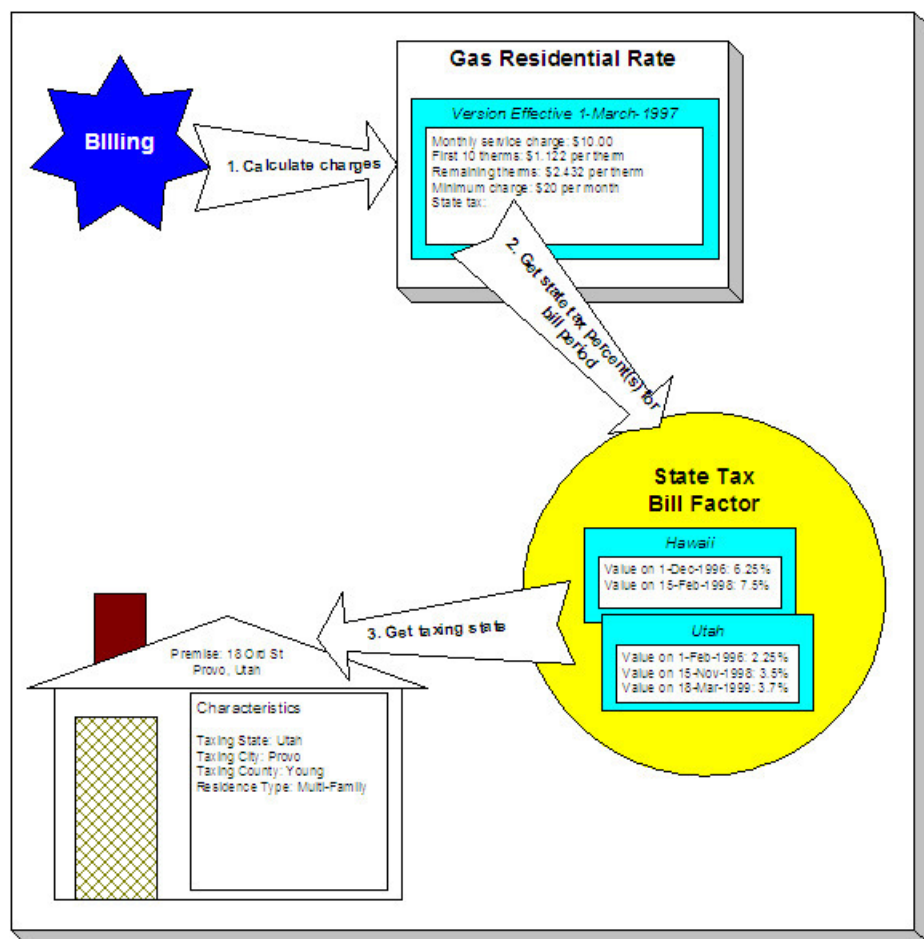 Gas Residential Rate
Version Effective 1-March-1997
Monthly service charge: $10.00
First 10 therms: $1.122 per therm
Remaining therms: $2.432 per therm
Minimum charge: $20 per month
State tax:
Billing
1. Calculate charges
2. Get state tax percent(s) for
bill period
State Tax
Bill Factor
Hawaii
Value on 1-Dec-1996: 6.25%
Value on 15-Feb-1998: 7.5%
Utah
Value on 1-Feb-1996: 2.25%
Value on 15-Nov-1998: 3.5%
Value on 18-Mar-1999: 3.7%
3. Get taxing state
Premise: 18 Ord St
Provo, Utah
Characteristics
Taxing State: Utah
Taxing City: Provo
Taxing County: Young
Residence Type: Multi-Family